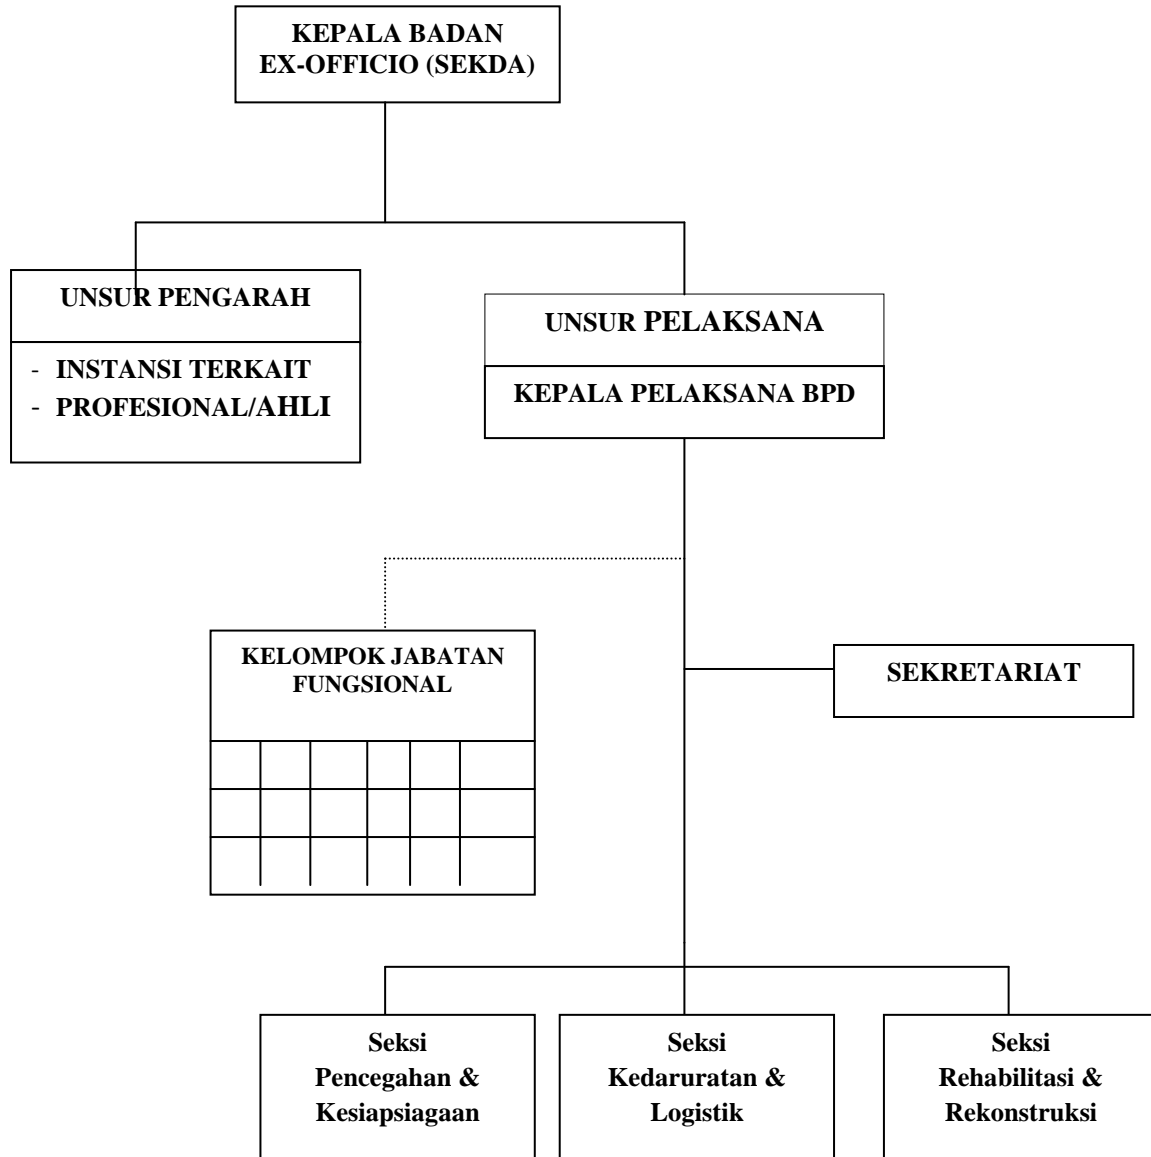 KEPALA BADAN
EX-OFFICIO (SEKDA)
UNSUR PENGARAH
- INSTANSI TERKAIT
- PROFESIONAL/AHLI
UNSUR PELAKSANA
KEPALA PELAKSANA BPD
KELOMPOK JABATAN
FUNGSIONAL
SEKRETARIAT
Seksi
Pencegahan &
Kesiapsiagaan
Seksi
Kedaruratan &
Logistik
Seksi
Rehabilitasi &
Rekonstruksi